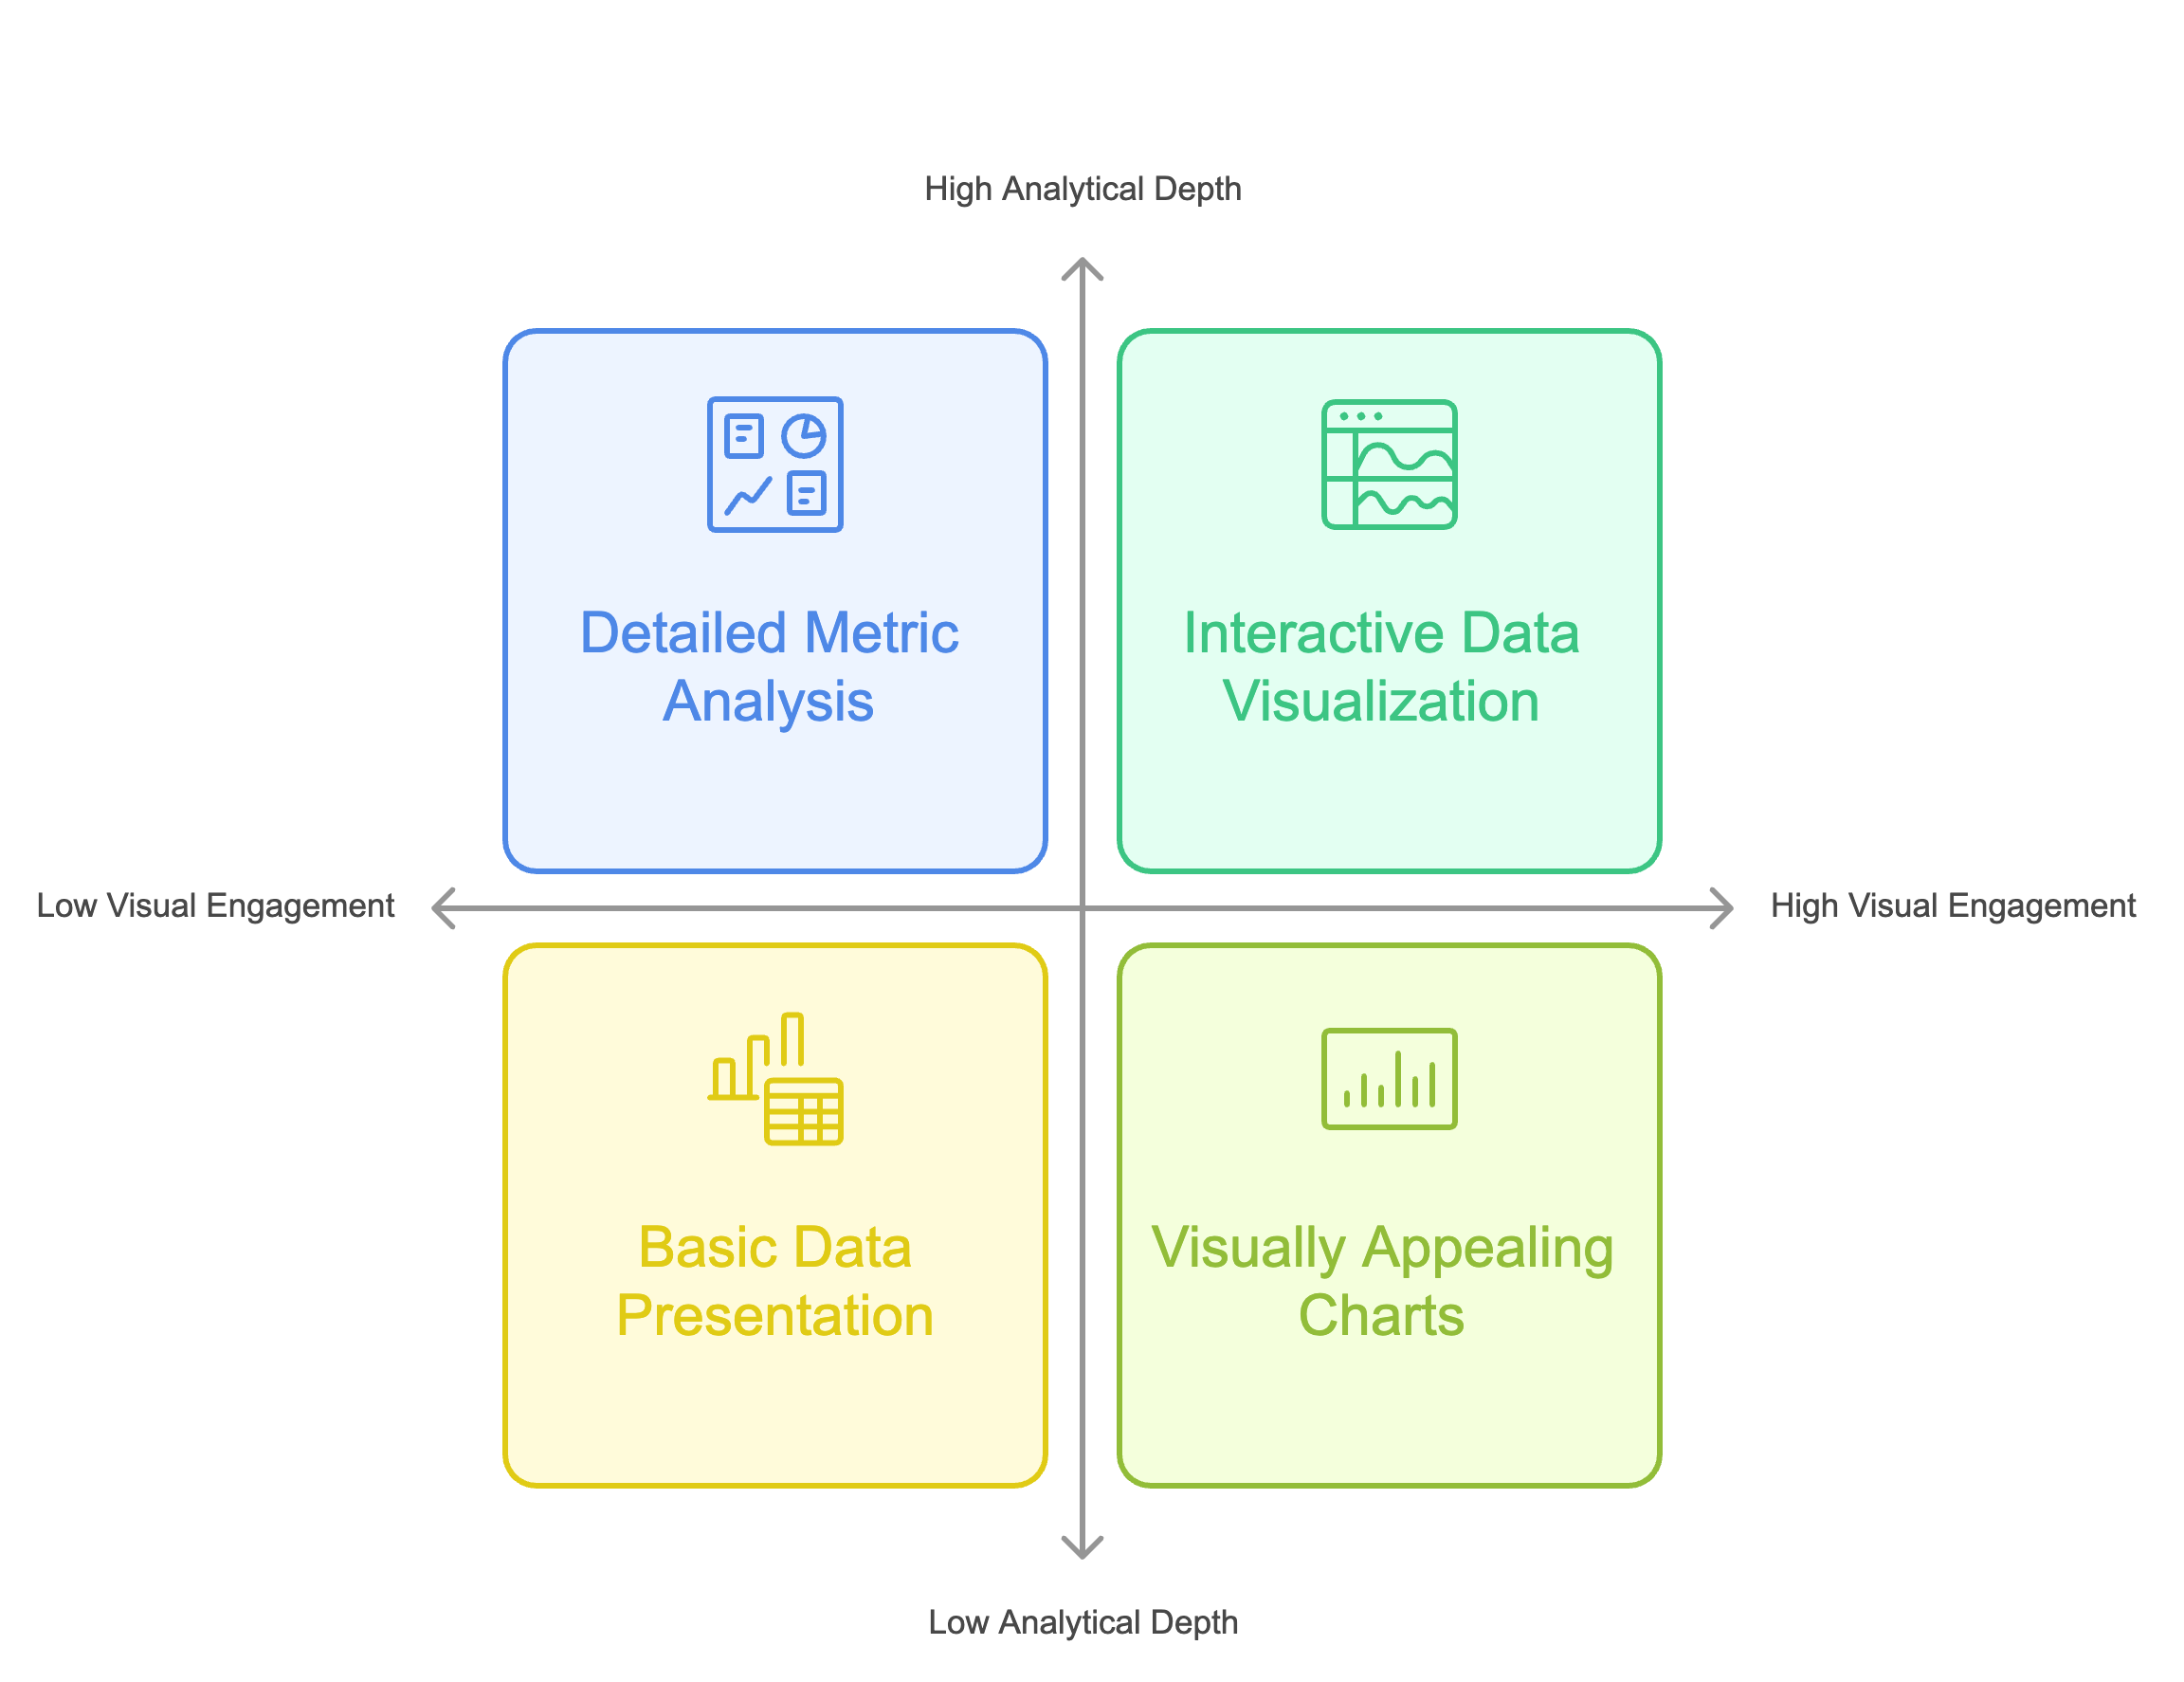 High Analytical Depth
Detailed Metric
Analysis
Interactive Data
Visualization
Low Visual Engagement
High Visual Engagement
Basic Data
Presentation
Visually Appealing
Charts
Low Analytical Depth